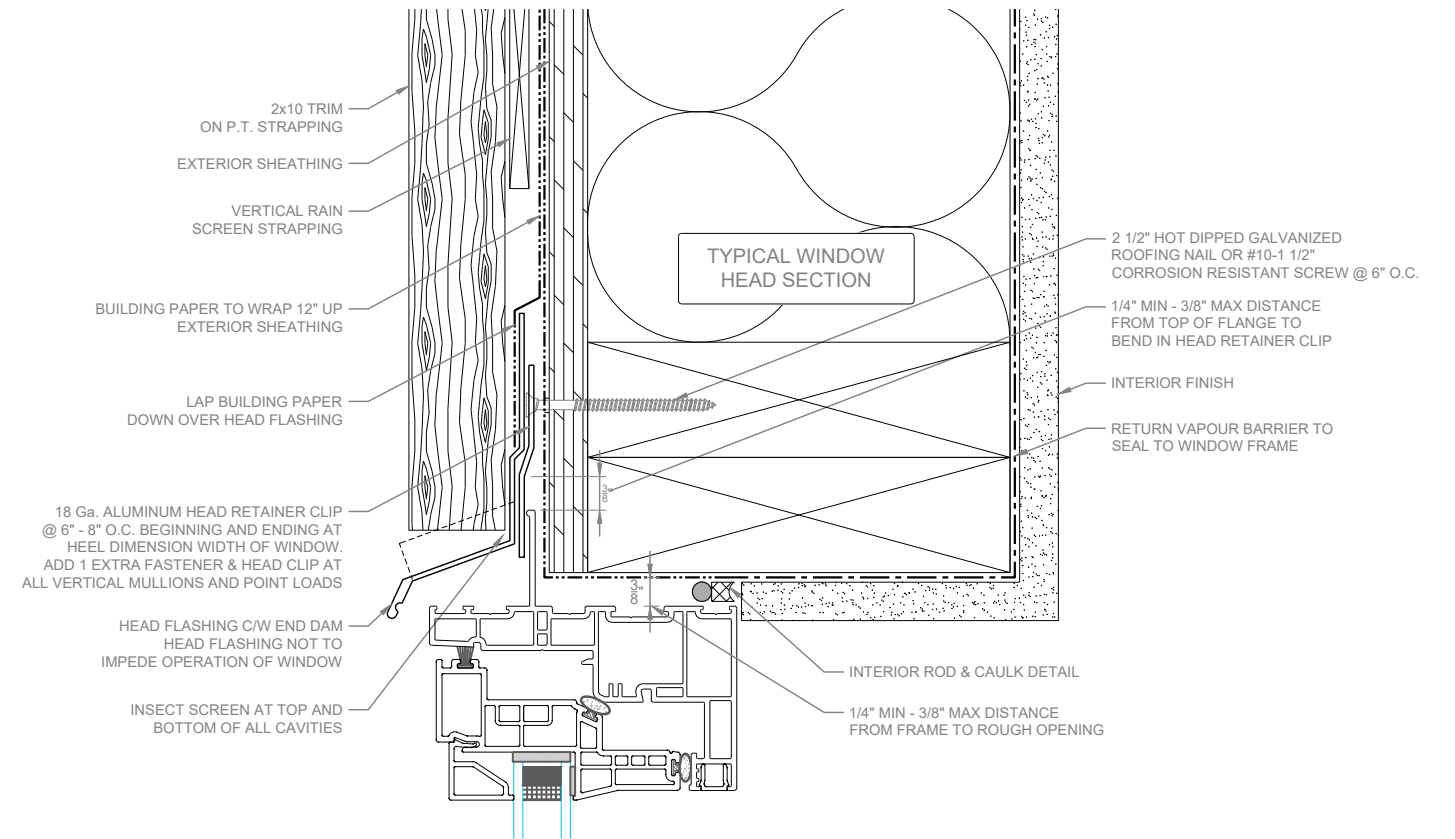 2x10 TRIM
ON P.T. STRAPPING
EXTERIOR SHEATHING
VERTICAL RAIN
SCREEN STRAPPING
BUILDING PAPER TO WRAP 12" UP
EXTERIOR SHEATHING
LAP BUILDING PAPER
DOWN OVER HEAD FLASHING
18 Ga. ALUMINUM HEAD RETAINER CLIP
@ 6" - 8" O.C. BEGINNING AND ENDING AT
HEEL DIMENSION WIDTH OF WINDOW.
ADD 1 EXTRA FASTENER & HEAD CLIP AT
ALL VERTICAL MULLIONS AND POINT LOADS
HEAD FLASHING C/W END DAM
HEAD FLASHING NOT TO
IMPEDE OPERATION OF WINDOW
INSECT SCREEN AT TOP AND
BOTTOM OF ALL CAVITIES
TYPICAL WINDOW
HEAD SECTION
3/8"
3/8"
2 1/2" HOT DIPPED GALVANIZED
ROOFING NAIL OR #10-1 1/2"
CORROSION RESISTANT SCREW @ 6" O.C.
1/4" MIN - 3/8" MAX DISTANCE
FROM TOP OF FLANGE TO
BEND IN HEAD RETAINER CLIP
INTERIOR FINISH
RETURN VAPOUR BARRIER TO
SEAL TO WINDOW FRAME
INTERIOR ROD & CAULK DETAIL
1/4" MIN - 3/8" MAX DISTANCE
FROM FRAME TO ROUGH OPENING